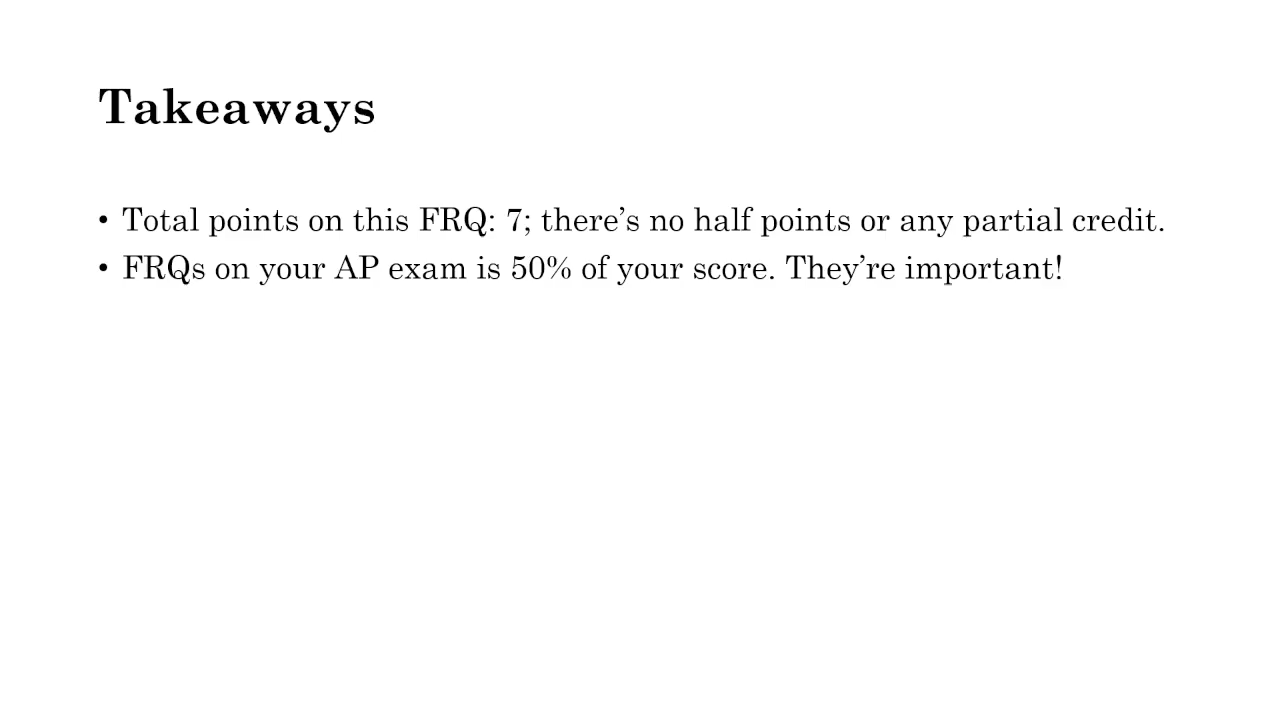 Takeaways
• Total points on this FRQ: 7; there’s no half points or any partial credit.
• FRQs on your AP exam is 50% of your score. They’re important!